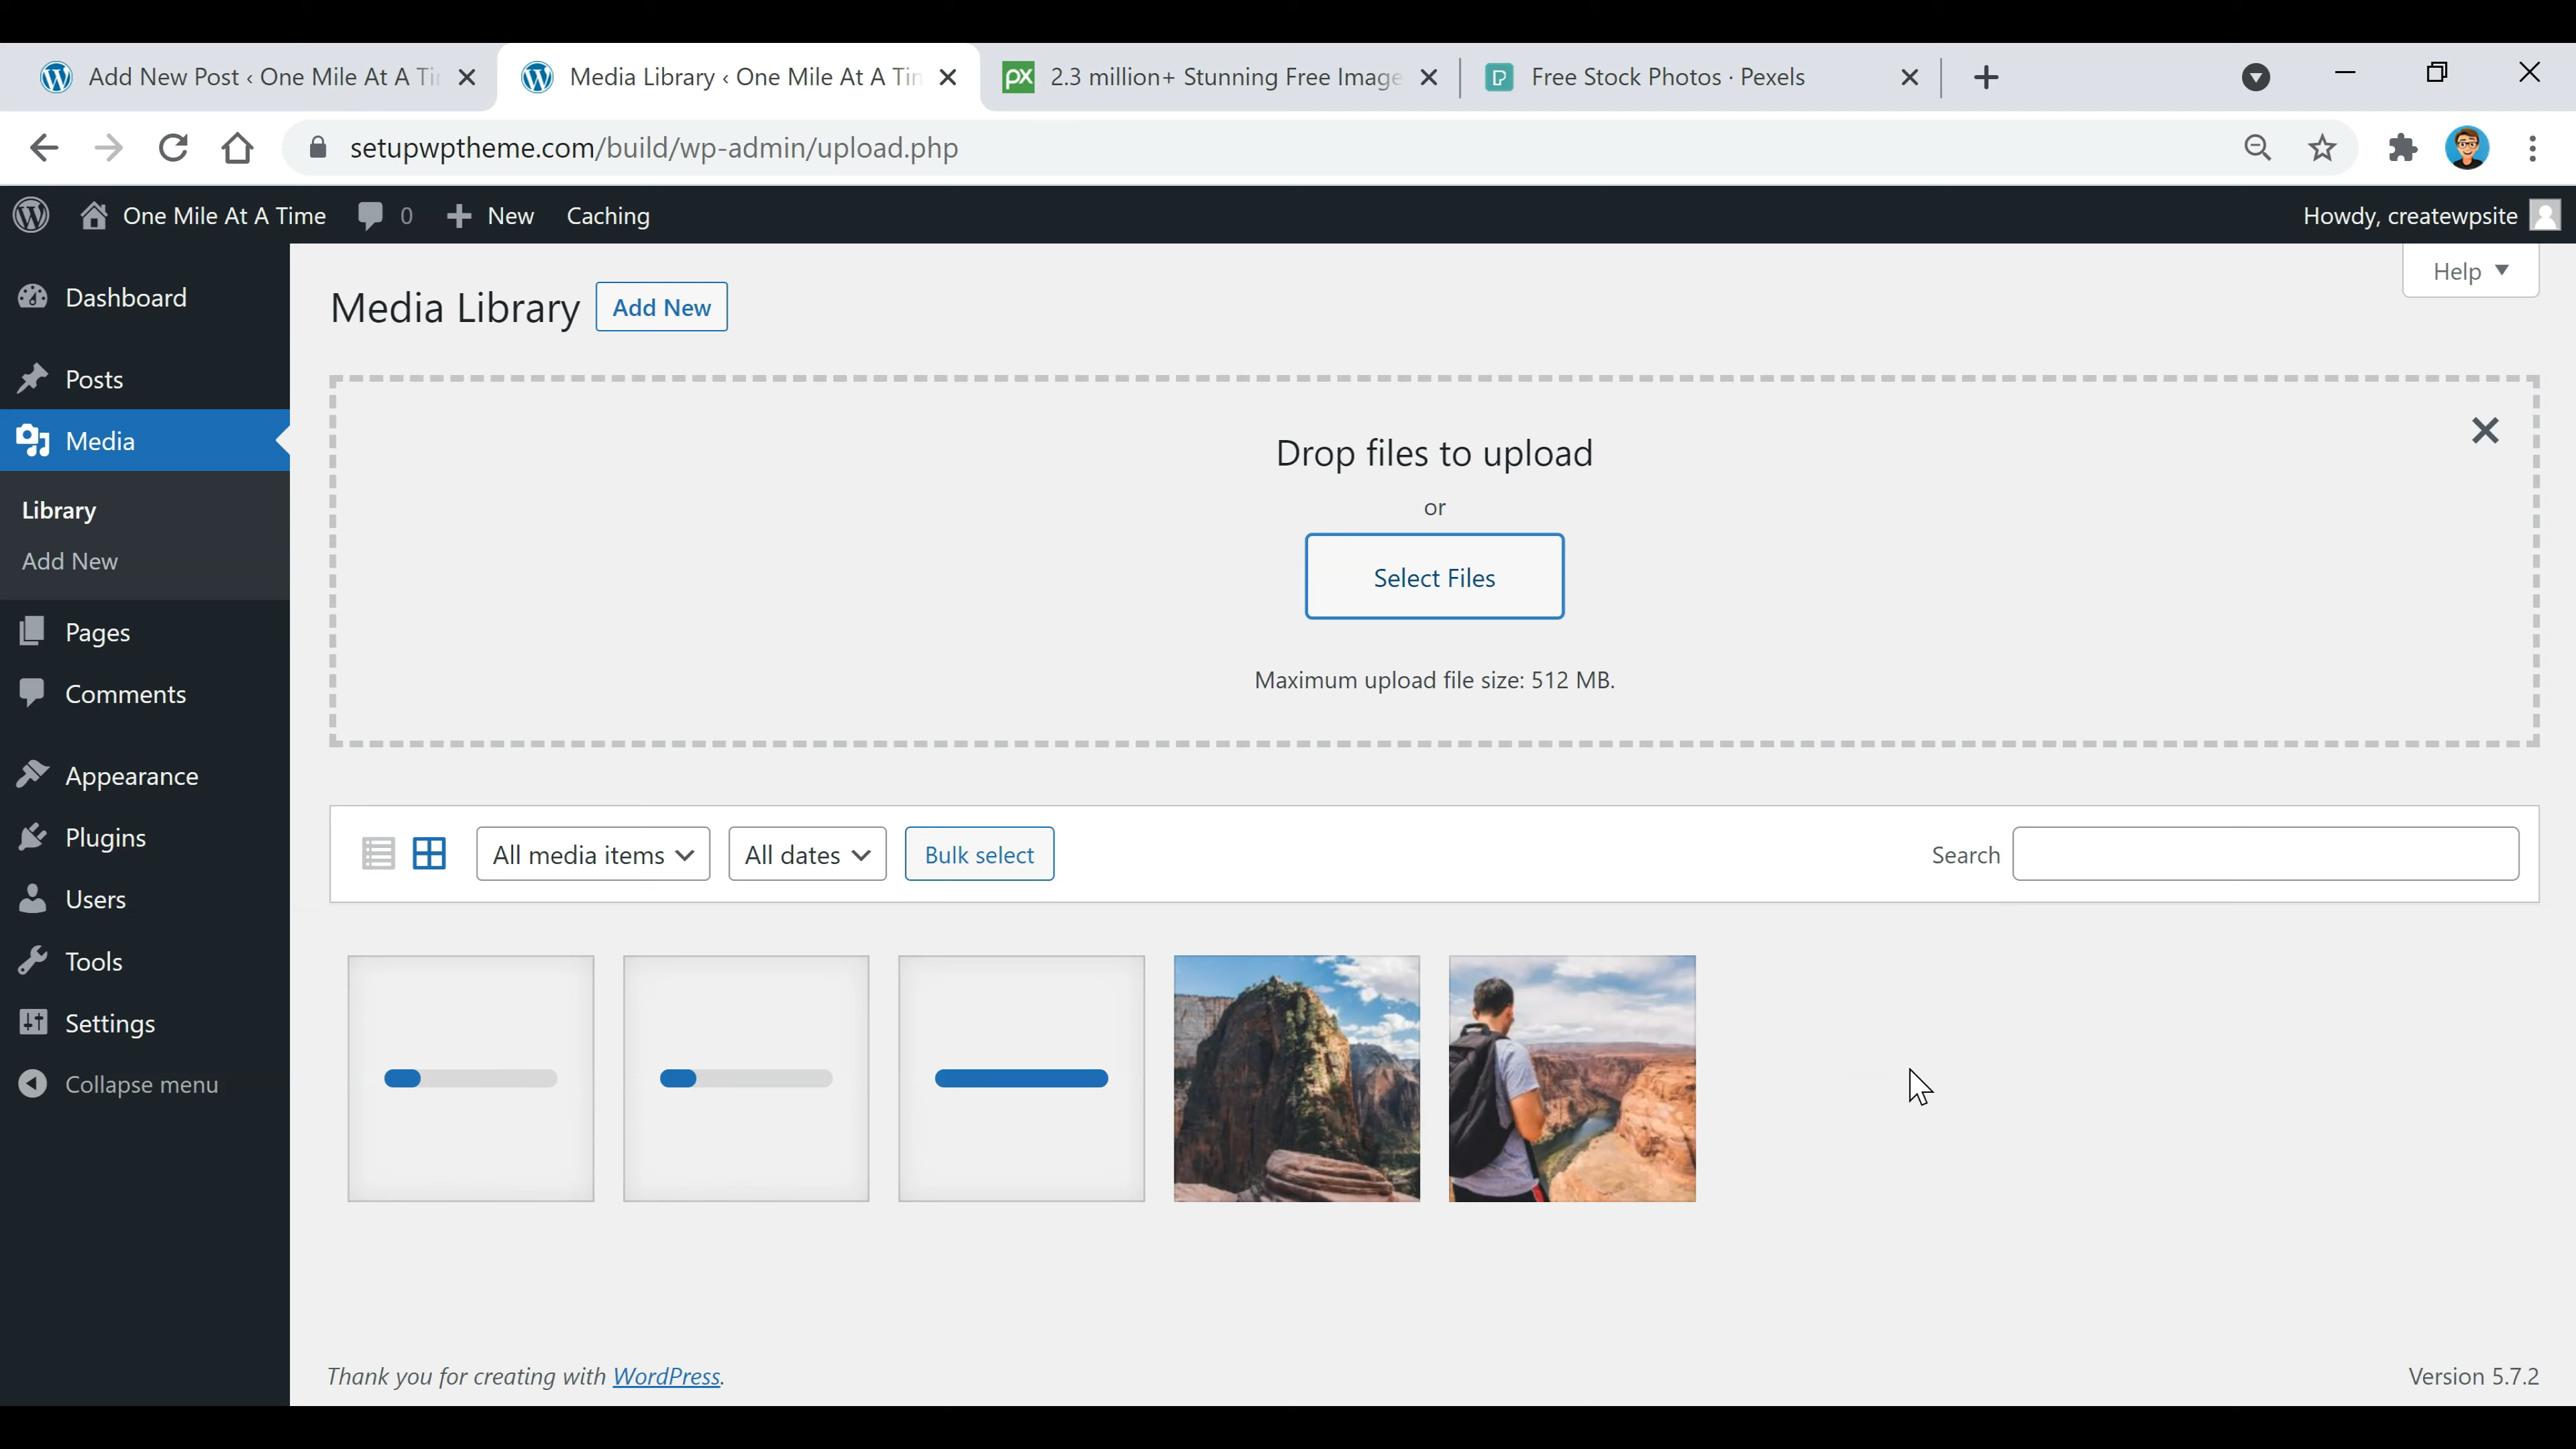 Add New Post ‹ One Mile At A Ti
Media Library ‹ One Mile At A Tin
2.3 million+ Stunning Free Image
Free Stock Photos · Pexels
setupwptheme.com/build/wp-admin/upload.php
One Mile At A Time
0
New
Caching
Howdy, createwpsite
Dashboard
Posts
Media
Library
Add New
Pages
Comments
Appearance
Plugins
Users
Tools
Settings
Collapse menu
Help
Media Library
Add New
Drop files to upload
or
Select Files
Maximum upload file size: 512 MB.
All media items
All dates
Bulk select
Search
Thank you for creating with WordPress.
Version 5.7.2